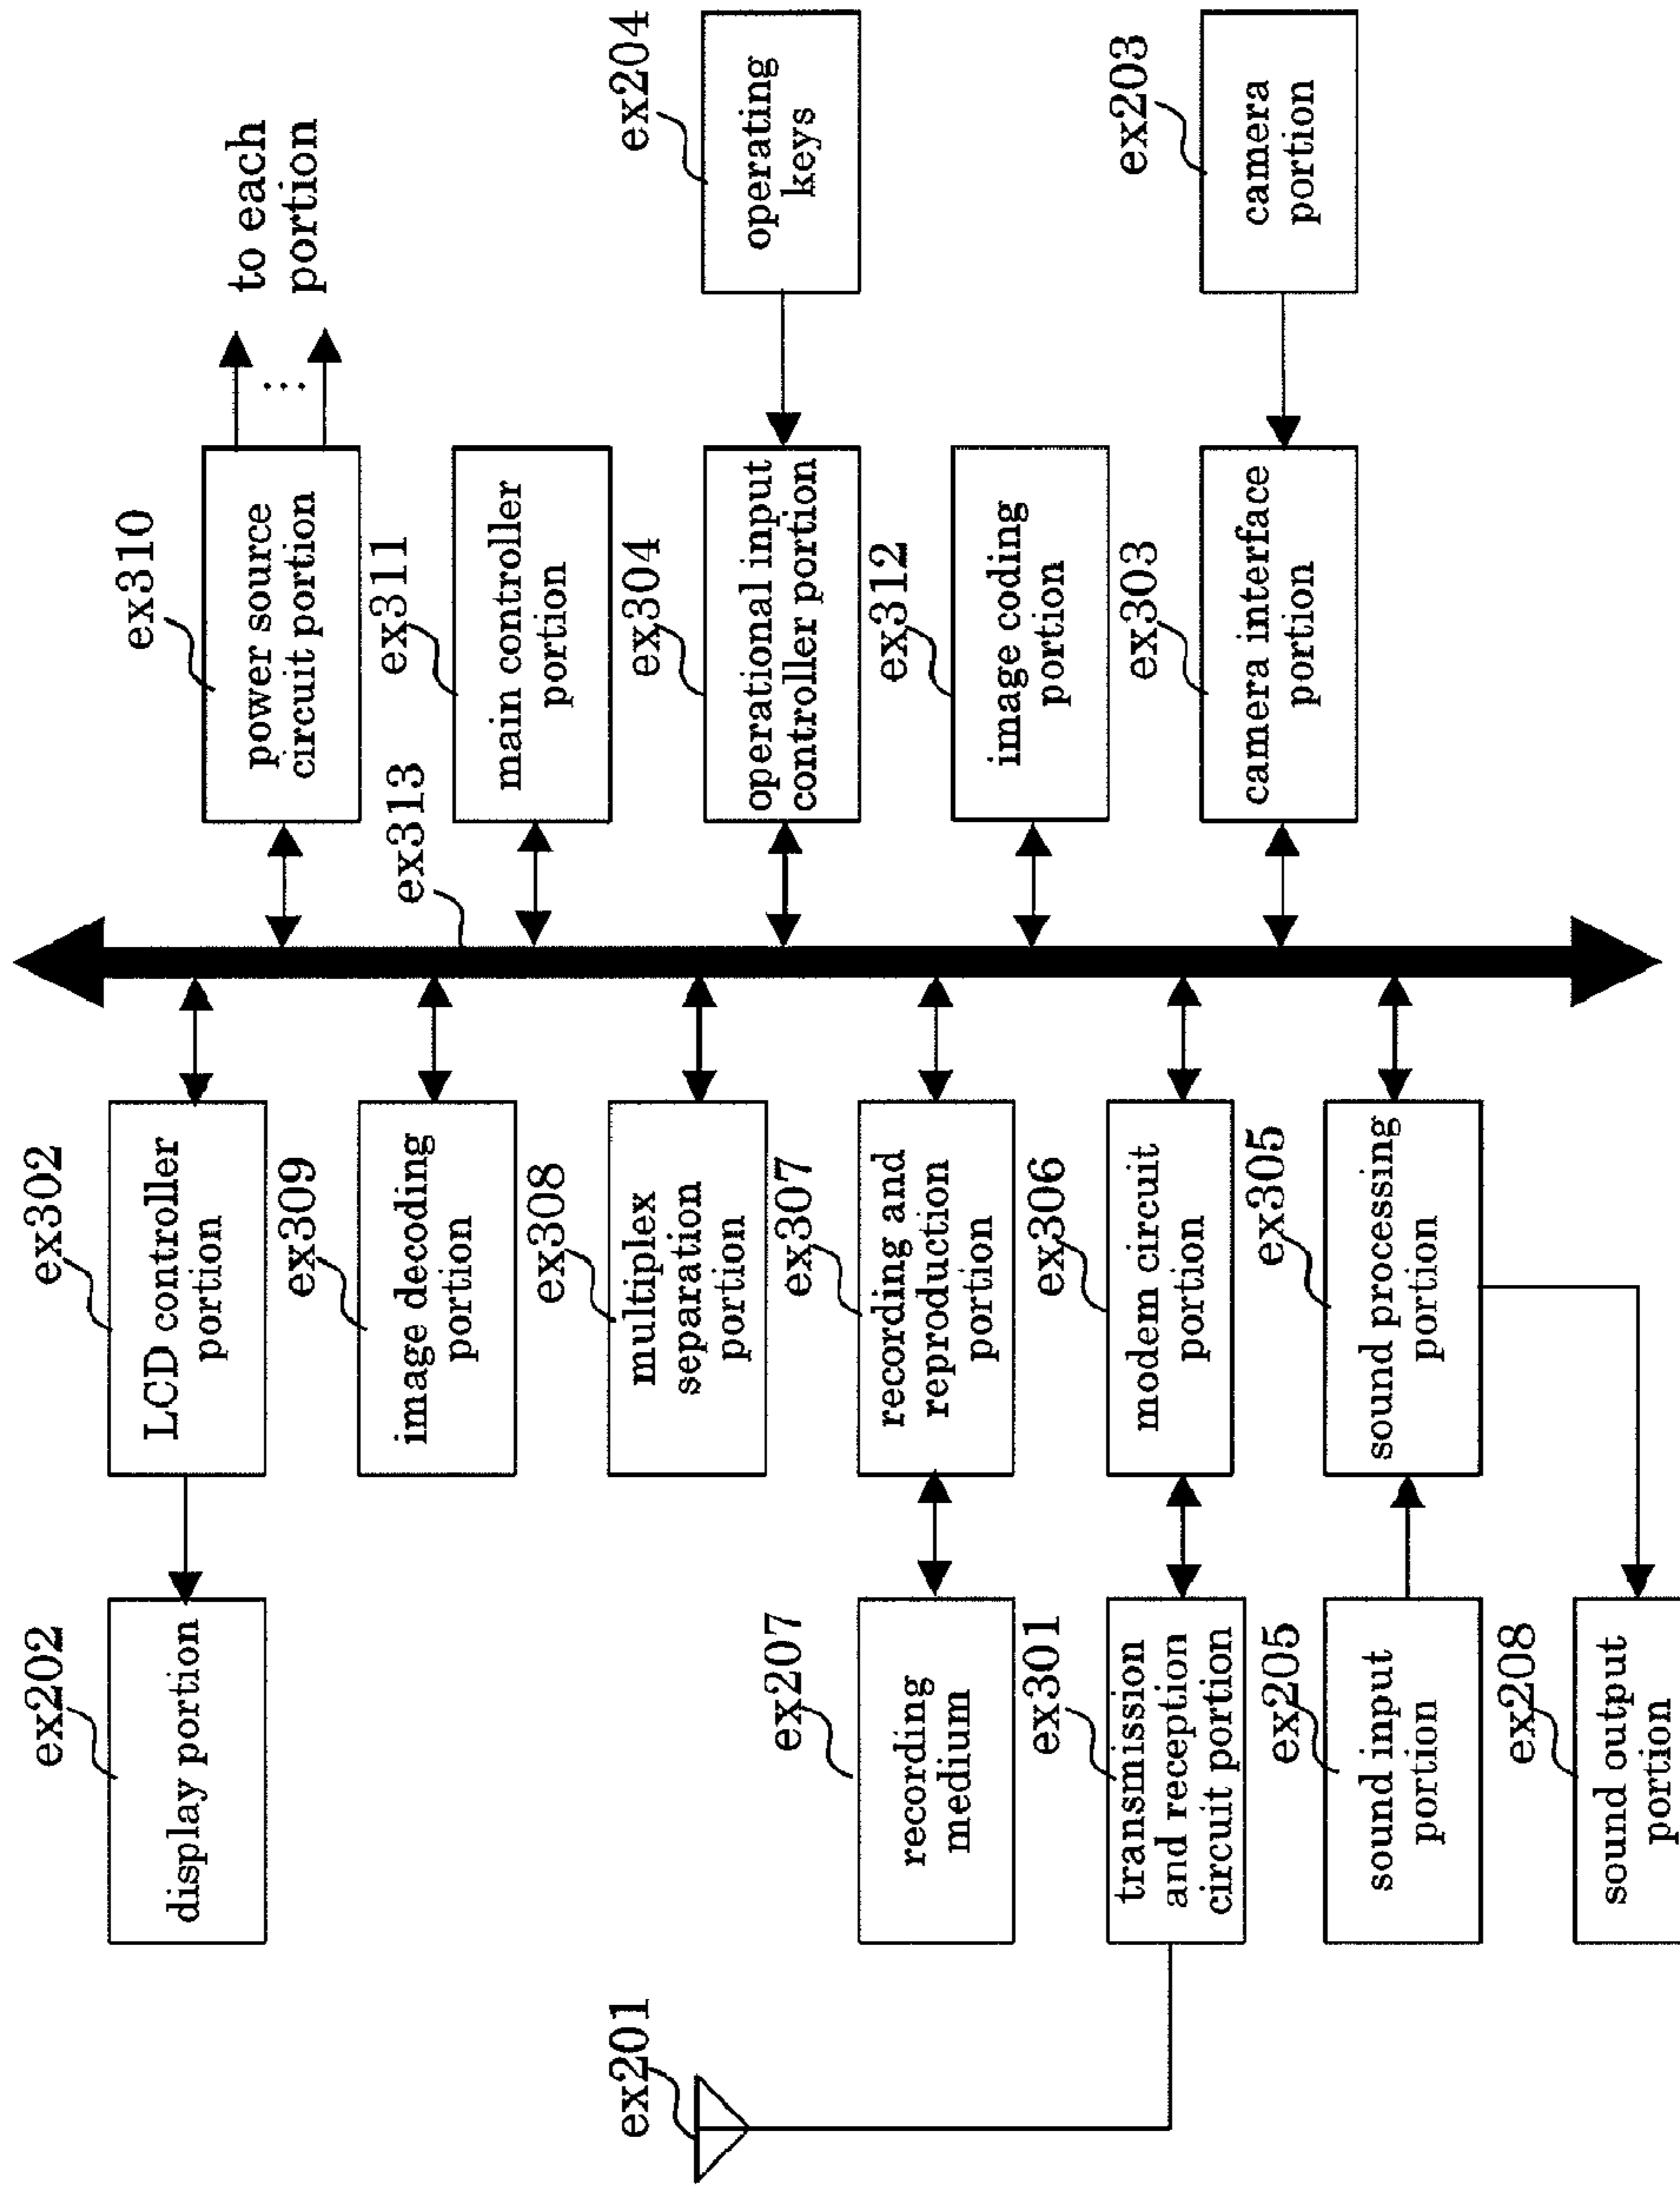 ex201
ex202
display portion
ex207
recording
medium
ex301
transmission
and reception
circuit portion
ex205
sound input
portion
ex208
sound output
portion
ex302
LCD controller
portion
ex309
image decoding
portion
ex308
multiplex
separation
portion
ex307
recording and
reproduction
portion
ex306
modem circuit
portion
ex305
sound processing
portion
ex313
ex310
power source
circuit portion
ex311
main controller
portion
ex304
operational input
controller portion
ex312
image coding
portion
ex303
camera interface
portion
to each
portion
ex204
operating
keys
ex203
camera
portion